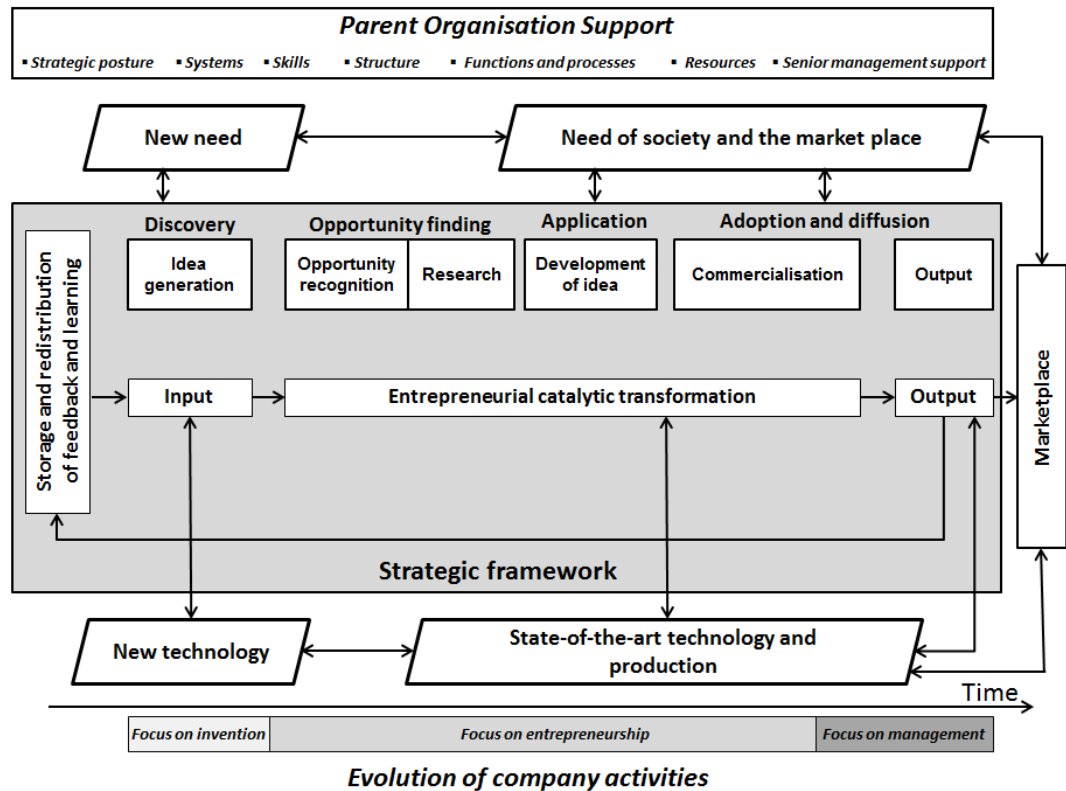 Parent Organisation Support
▪ Strategic posture ▪ Systems ▪ Skills ▪ Structure ▪ Functions and processes ▪ Resources ▪ Senior management support
New need
Need of society and the market place
Discovery
Opportunity finding
Application
Adoption and diffusion
Idea
generation
Opportunity
recognition
Research
Development
of idea
Commercialisation
Output
Storage and redistribution
of feedback and learning
Input
Entrepreneurial catalytic transformation
Output
Marketplace
Strategic framework
New technology
State-of-the-art technology and
production
Time
Focus on invention
Focus on entrepreneurship
Focus on management
Evolution of company activities